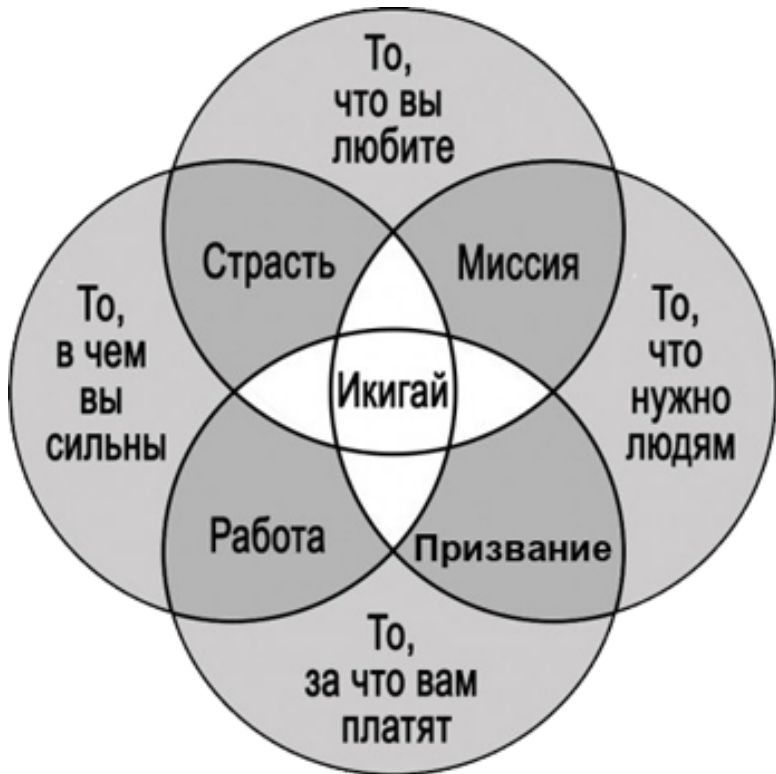 То,
что вы
любите
Страсть
Миссия
То,
в чем
вы
сильны
Икигай
То,
что
нужно
людям
Работа
Призвание
То,
за что вам
платят